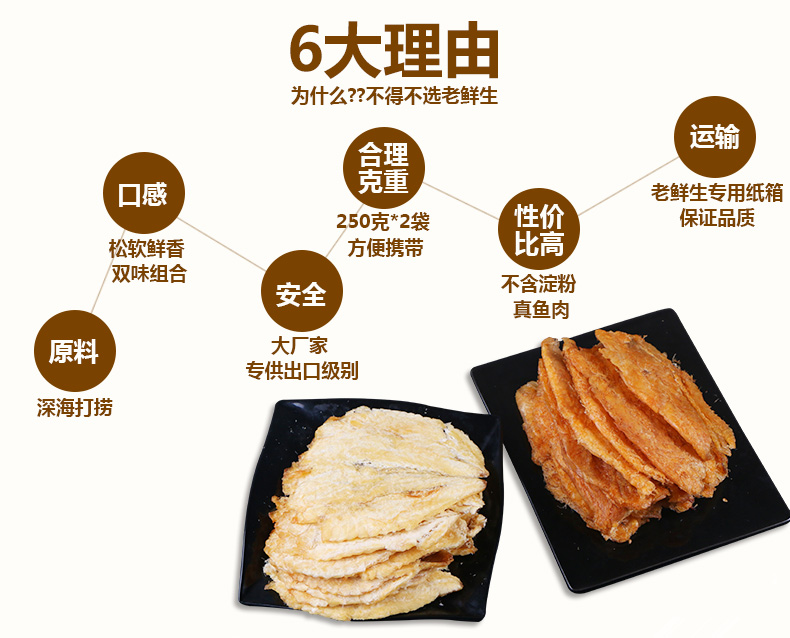 6大理由
为什么??不得不选老鲜生
原料
深海打捞
口感
松软鲜香
双味组合
安全
大厂家
专供出口级别
合理
克重
250克*2袋
方便携带
性价
比高
不含淀粉
真鱼肉
运输
老鲜生专用纸箱
保证品质